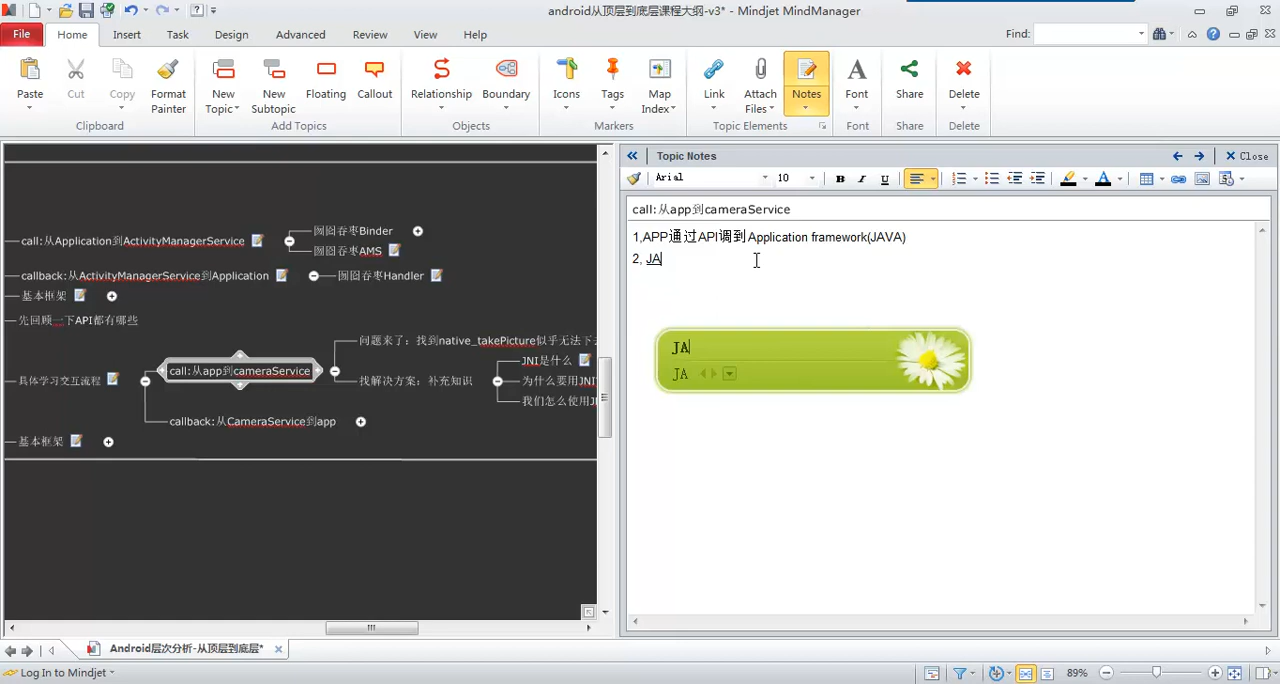 android从顶层到底层课程大纲-v3* - Mindjet MindManager
File Home Insert Task Design Advanced Review View Help Find:
Paste Cut Copy Format Painter New Topic New Subtopic Floating Callout Relationship Boundary Icons Tags Map Index Link Attach Files Notes Font Share Delete
Clipboard Add Topics Objects Markers Topic Elements Font Share Delete
Topic Notes Close
Arial 10 B I U A
call:从app到cameraService
1,APP通过API调到Application framework(JAVA)
2, JA
JA
JA
囫囵吞枣Binder
call:从Application到ActivityManagerService
囫囵吞枣AMS
callback:从ActivityManagerService到Application
囫囵吞枣Handler
基本框架
先回顾一下API都有哪些
问题来了:找到native_takePicture似乎无法下去
JNI是什么
call:从app到cameraService
具体学习交互流程
找解决方案:补充知识
为什么要用JNI
我们怎么使用J
callback:从CameraService到app
基本框架
Android层次分析-从顶层到底层*
Log In to Mindjet 89%